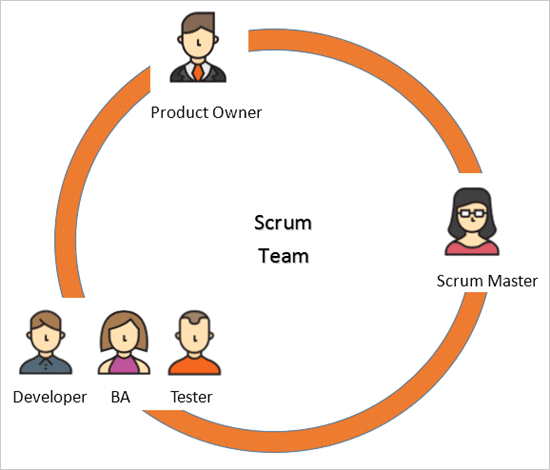 Product Owner
Scrum
Team
Scrum Master
Developer BA Tester